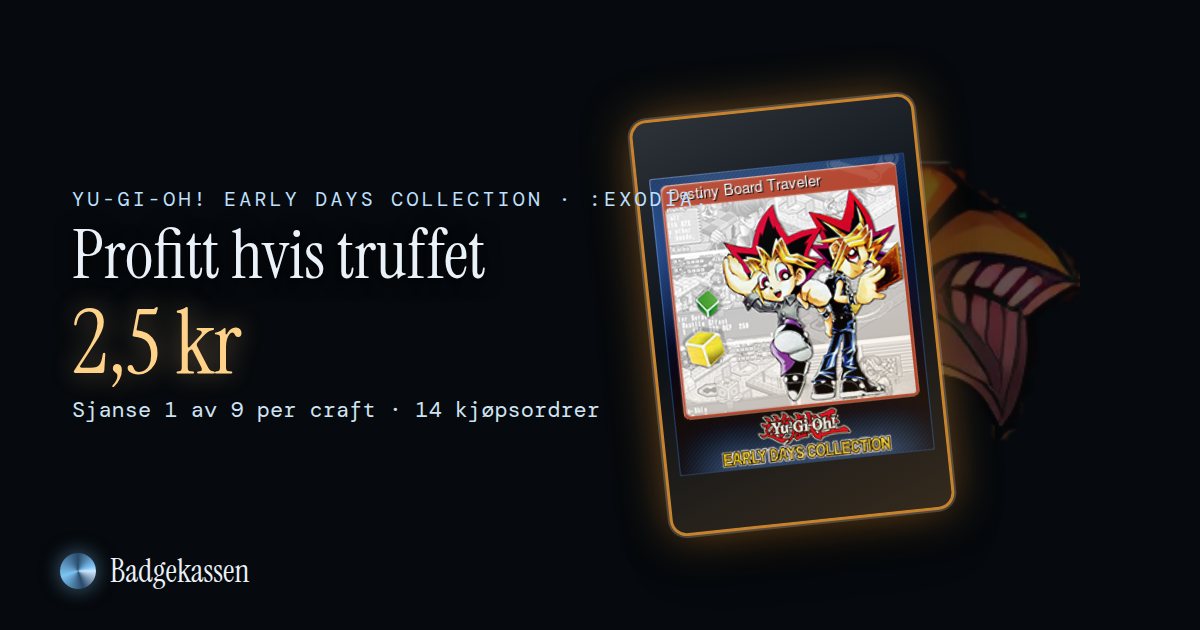 YU-GI-OH! EARLY DAYS COLLECTION · :EXODIA:
Profitt hvis truffet
2,5 kr
Sjanse 1 av 9 per craft · 14 kjøpsordrer
Destiny Board Traveler
Yu-Gi-Oh!
EARLY DAYS COLLECTION
Badgekassen